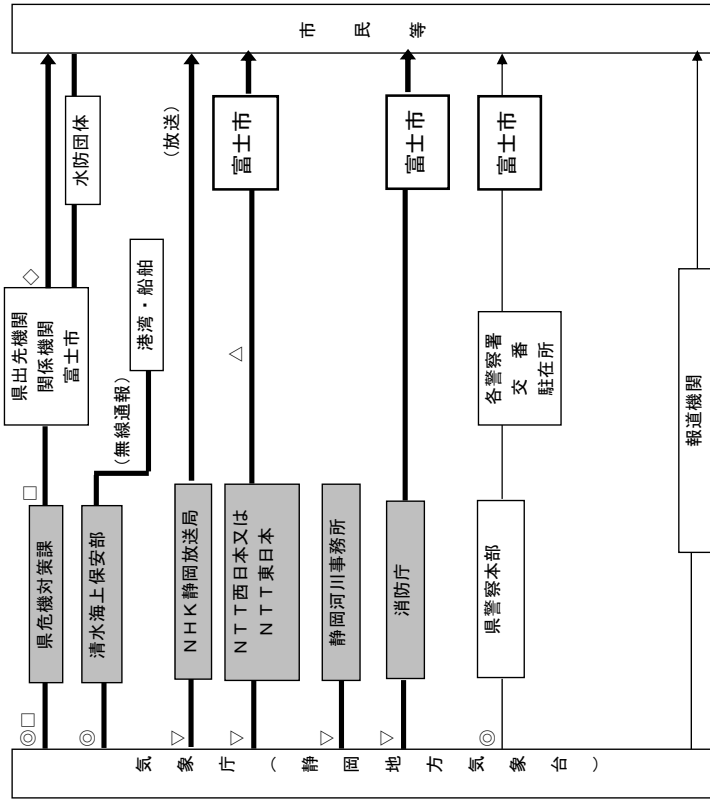 市民等
水防団体
(放送)
富士市
富士市
富士市
◇
県出先機関
関係機関
富士市
港湾・船舶
(無線通報)
△
各警察署
交番
駐在所
報道機関
□
県危機対策課
清水海上保安部
NHK静岡放送局
NTT西日本又は
NTT東日本
静岡河川事務所
消防庁
県警察本部
◎□
◎
▽
▽
▽
▽
◎
気象庁(静岡地方気象台)